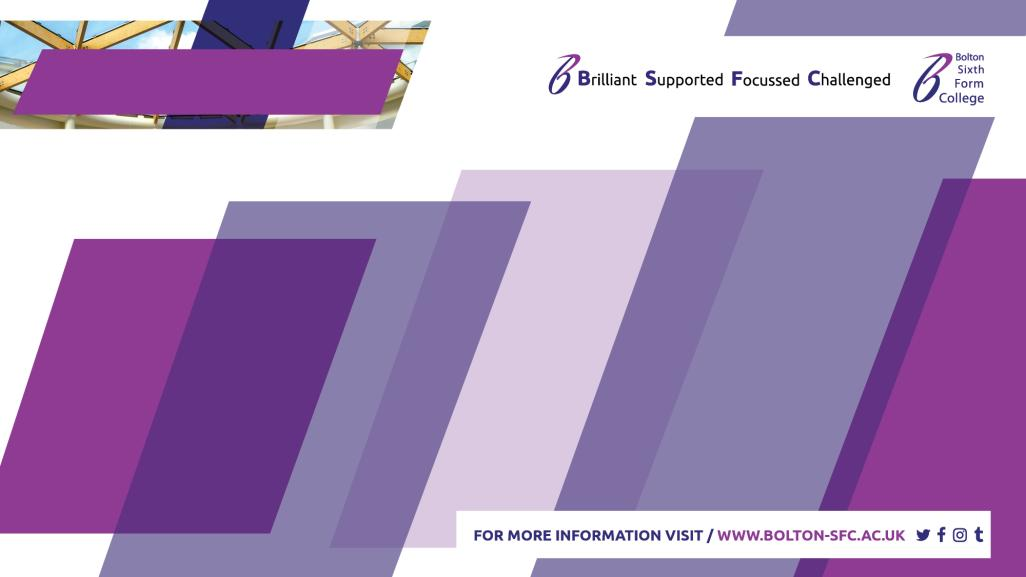 Brilliant Supported Focussed Challenged
Bolton
Sixth
Form
College
FOR MORE INFORMATION VISIT / WWW.BOLTON-SFC.AC.UK